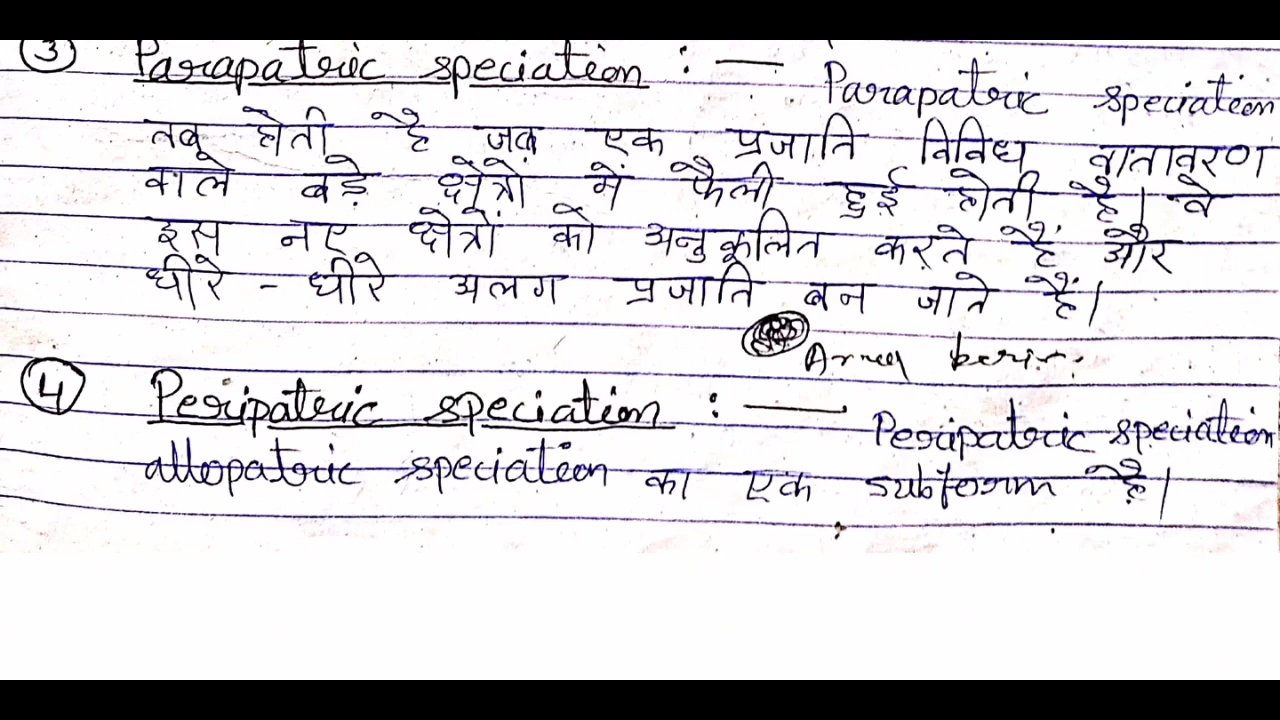 ③ Parapatric speciation : — Parapatric speciation
तब होती है जब एक प्रजाति विविध वातावरण
वाले बड़े क्षेत्रों में फैली हुई होती है। वे
इस नए क्षेत्रों को अनुकूलित करते हैं और
धीरे - धीरे अलग प्रजाति बन जाते हैं।
④ Peripatric speciation : — Peripatric speciation
allopatric speciation का एक subform है।